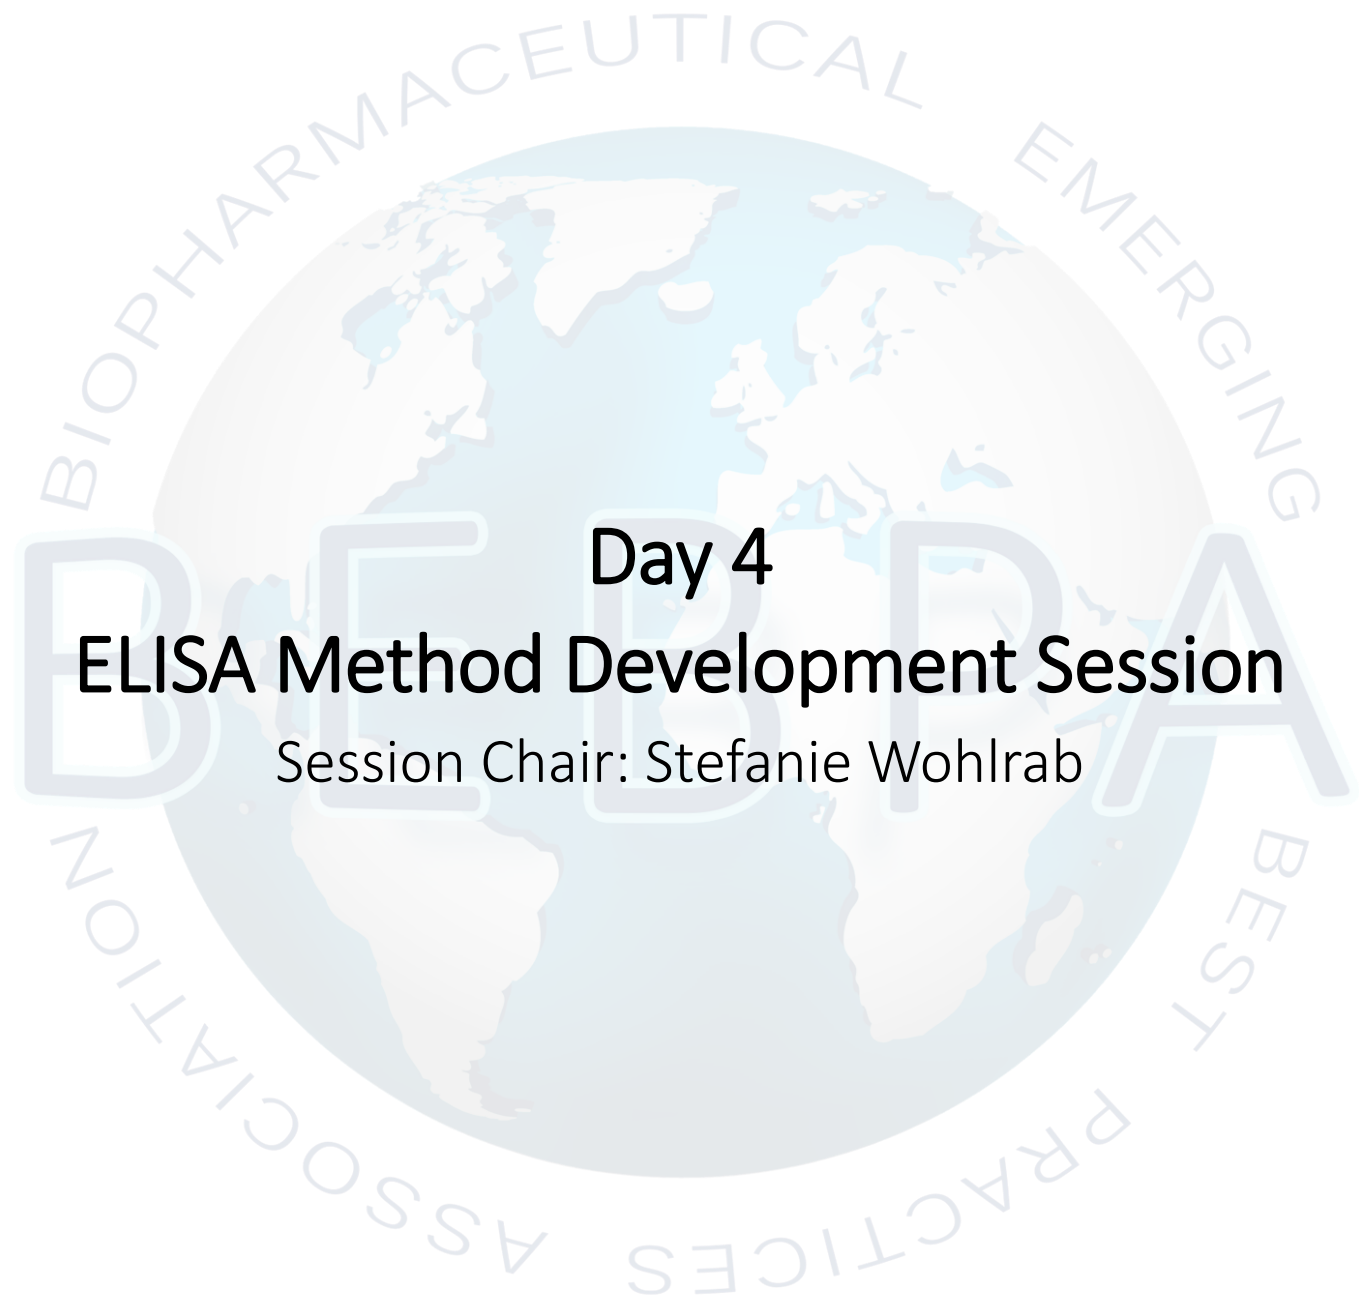 BIOPHARMACEUTICAL EMERGING BEST PRACTICES ASSOCIATION
BEBPA
Day 4
ELISA Method Development Session
Session Chair: Stefanie Wohlrab